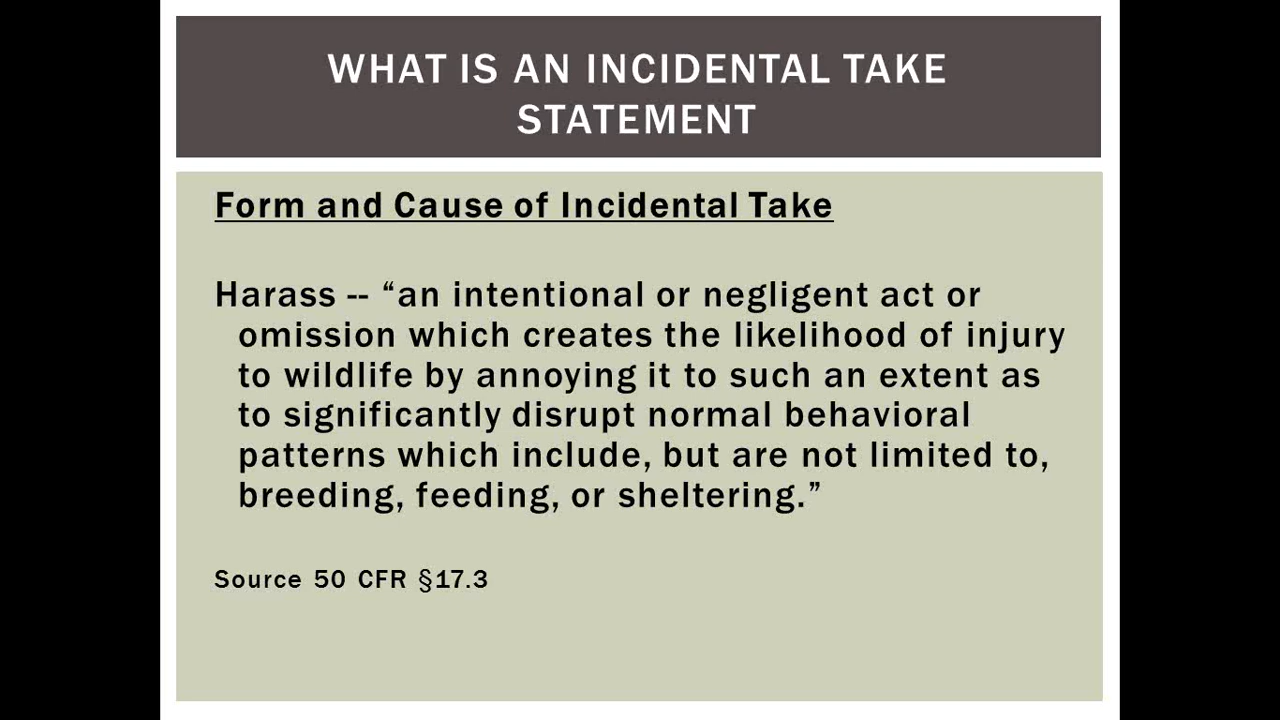 WHAT IS AN INCIDENTAL TAKE
STATEMENT
Form and Cause of Incidental Take
Harass -- “an intentional or negligent act or
omission which creates the likelihood of injury
to wildlife by annoying it to such an extent as
to significantly disrupt normal behavioral
patterns which include, but are not limited to,
breeding, feeding, or sheltering.”
Source 50 CFR §17.3